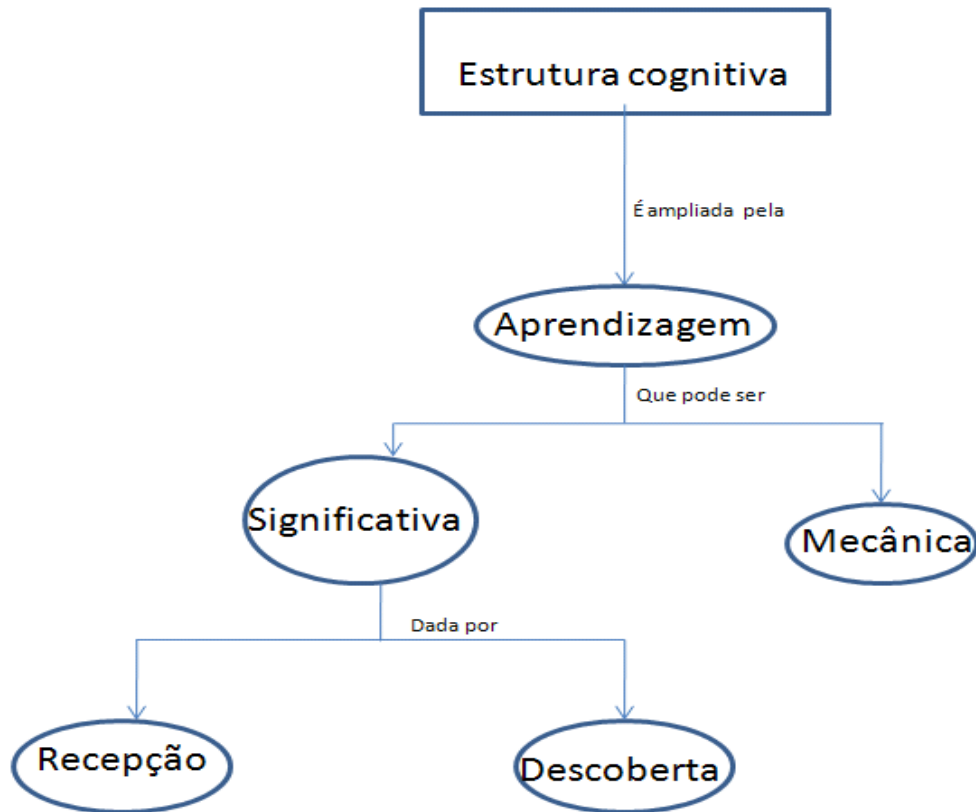 Estrutura cognitiva
É ampliada pela
Aprendizagem
Que pode ser
Significativa
Mecânica
Dada por
Recepção
Descoberta